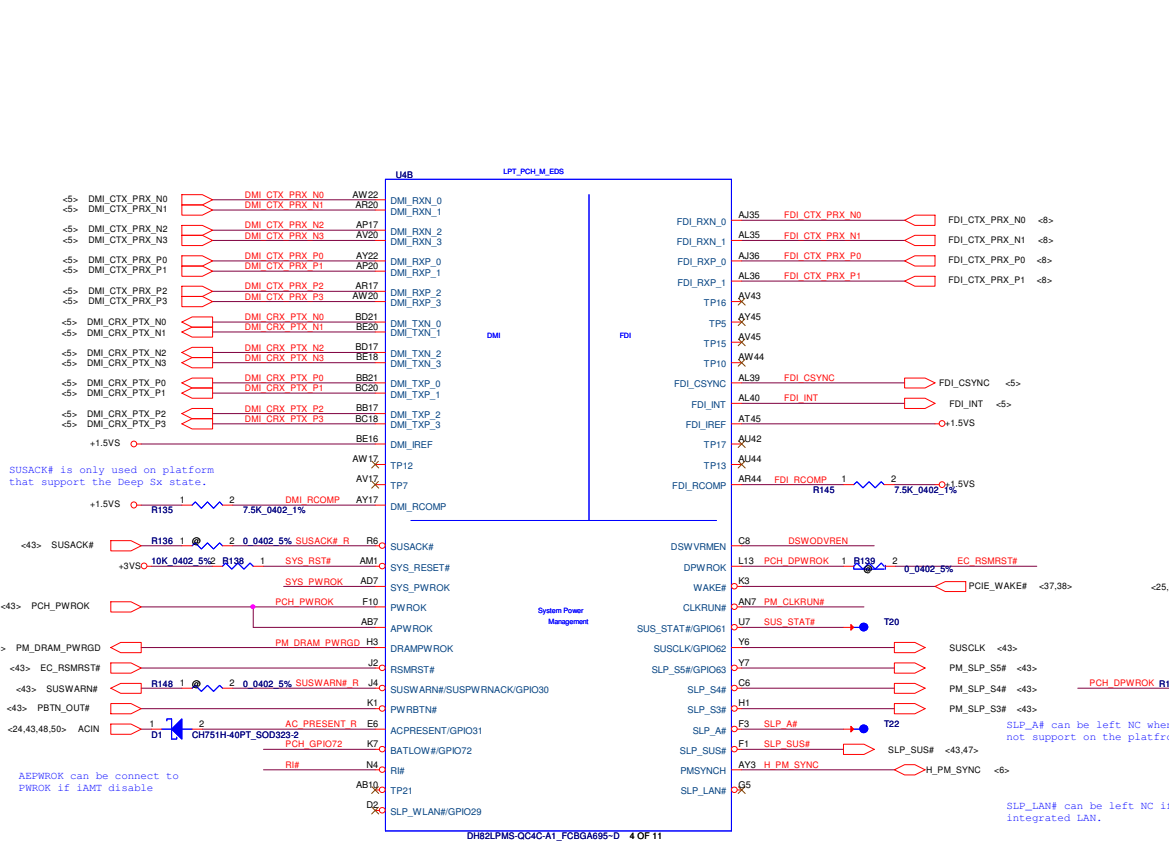 U4B LPT_PCH_M_EDS
<5> DMI_CTX_PRX_N0 DMI_CTX_PRX_N0 AW22 DMI_RXN_0
<5> DMI_CTX_PRX_N1 DMI_CTX_PRX_N1 AR20 DMI_RXN_1
<5> DMI_CTX_PRX_N2 DMI_CTX_PRX_N2 AP17 DMI_RXN_2
<5> DMI_CTX_PRX_N3 DMI_CTX_PRX_N3 AV20 DMI_RXN_3
<5> DMI_CTX_PRX_P0 DMI_CTX_PRX_P0 AY22 DMI_RXP_0
<5> DMI_CTX_PRX_P1 DMI_CTX_PRX_P1 AP20 DMI_RXP_1
<5> DMI_CTX_PRX_P2 DMI_CTX_PRX_P2 AR17 DMI_RXP_2
<5> DMI_CTX_PRX_P3 DMI_CTX_PRX_P3 AW20 DMI_RXP_3
<5> DMI_CRX_PTX_N0 DMI_CRX_PTX_N0 BD21 DMI_TXN_0
<5> DMI_CRX_PTX_N1 DMI_CRX_PTX_N1 BE20 DMI_TXN_1
<5> DMI_CRX_PTX_N2 DMI_CRX_PTX_N2 BD17 DMI_TXN_2
<5> DMI_CRX_PTX_N3 DMI_CRX_PTX_N3 BE18 DMI_TXN_3
<5> DMI_CRX_PTX_P0 DMI_CRX_PTX_P0 BB21 DMI_TXP_0
<5> DMI_CRX_PTX_P1 DMI_CRX_PTX_P1 BC20 DMI_TXP_1
<5> DMI_CRX_PTX_P2 DMI_CRX_PTX_P2 BB17 DMI_TXP_2
<5> DMI_CRX_PTX_P3 DMI_CRX_PTX_P3 BC18 DMI_TXP_3
+1.5VS BE16 DMI_IREF
AW17 TP12
SUSACK# is only used on platform
that support the Deep Sx state.
AV17 TP7
+1.5VS 1 2 DMI_RCOMP AY17 DMI_RCOMP
R135 7.5K_0402_1%
<43> SUSACK# R136 1 @ 2 0_0402_5% SUSACK#_R R6 SUSACK#
+3VS 10K_0402_5% 2 R138 1 SYS_RST# AM1 SYS_RESET#
SYS_PWROK AD7 SYS_PWROK
<43> PCH_PWROK PCH_PWROK F10 PWROK
AB7 APWROK
> PM_DRAM_PWRGD PM_DRAM_PWRGD H3 DRAMPWROK
<43> EC_RSMRST# J2 RSMRST#
<43> SUSWARN# R148 1 @ 2 0_0402_5% SUSWARN#_R J4 SUSWARN#/SUSPWRNACK/GPIO30
<43> PBTN_OUT# K1 PWRBTN#
<24,43,48,50> ACIN 1 2 AC_PRESENT_R E6 ACPRESENT/GPIO31
D1 CH751H-40PT_SOD323-2
PCH_GPIO72 K7 BATLOW#/GPIO72
RI# N4 RI#
AEPWROK can be connect to
PWROK if iAMT disable
AB10 TP21
D2 SLP_WLAN#/GPIO29
DMI FDI
System Power
Management
FDI_RXN_0 AJ35 FDI_CTX_PRX_N0 FDI_CTX_PRX_N0 <8>
FDI_RXN_1 AL35 FDI_CTX_PRX_N1 FDI_CTX_PRX_N1 <8>
FDI_RXP_0 AJ36 FDI_CTX_PRX_P0 FDI_CTX_PRX_P0 <8>
FDI_RXP_1 AL36 FDI_CTX_PRX_P1 FDI_CTX_PRX_P1 <8>
TP16 AV43
TP5 AY45
TP15 AV45
TP10 AW44
FDI_CSYNC AL39 FDI_CSYNC FDI_CSYNC <5>
FDI_INT AL40 FDI_INT FDI_INT <5>
FDI_IREF AT45 +1.5VS
TP17 AU42
TP13 AU44
FDI_RCOMP AR44 FDI_RCOMP 1 2 +1.5VS
R145 7.5K_0402_1%
DSWVRMEN C8 DSWODVREN
DPWROK L13 PCH_DPWROK R139 1 2 EC_RSMRST#
@ 0_0402_5%
WAKE# K3 PCIE_WAKE# <37,38>
<25,
CLKRUN# AN7 PM_CLKRUN#
SUS_STAT#/GPIO61 U7 SUS_STAT# T20
SUSCLK/GPIO62 Y6 SUSCLK <43>
SLP_S5#/GPIO63 Y7 PM_SLP_S5# <43>
SLP_S4# C6 PM_SLP_S4# <43>
PCH_DPWROK R1
SLP_S3# H1 PM_SLP_S3# <43>
SLP_A# F3 SLP_A# T22
SLP_A# can be left NC when
not support on the platfro
SLP_SUS# F1 SLP_SUS# SLP_SUS# <43,47>
PMSYNCH AY3 H_PM_SYNC H_PM_SYNC <6>
SLP_LAN# G5
SLP_LAN# can be left NC if
integrated LAN.
DH82LPMS-QC4C-A1_FCBGA695~D 4 OF 11